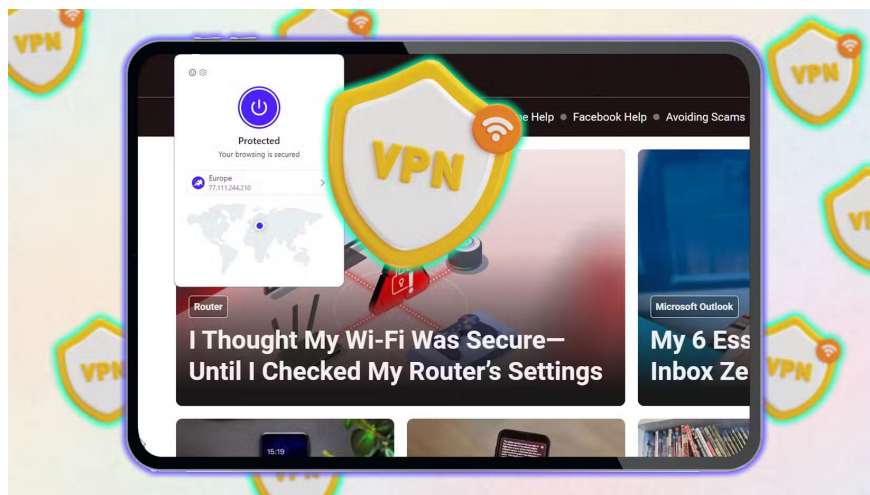 VPN
VPN
VPN
Protected
Your browsing is secured
Europe
77.111.244.210
Help
Facebook Help
Avoiding Scams
VPN
Router
I Thought My Wi-Fi Was Secure—
Until I Checked My Router's Settings
Microsoft Outlook
My 6 Ess
Inbox Ze
VPN
VPN
15:19